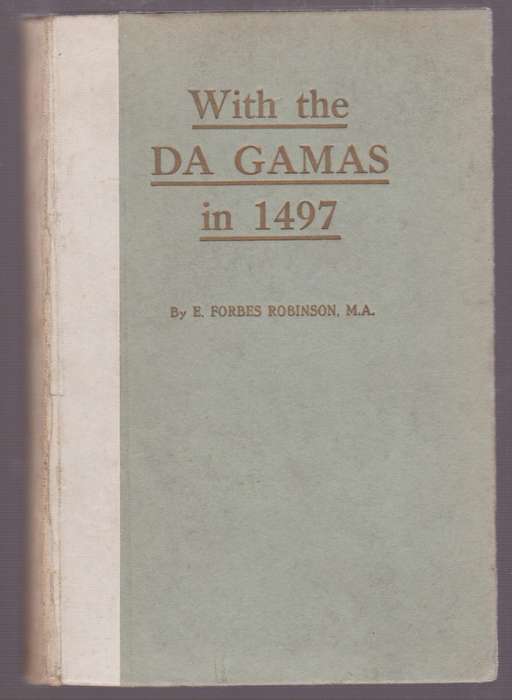 With the
DA GAMAS
in 1497
By E. FORBES ROBINSON, M.A.